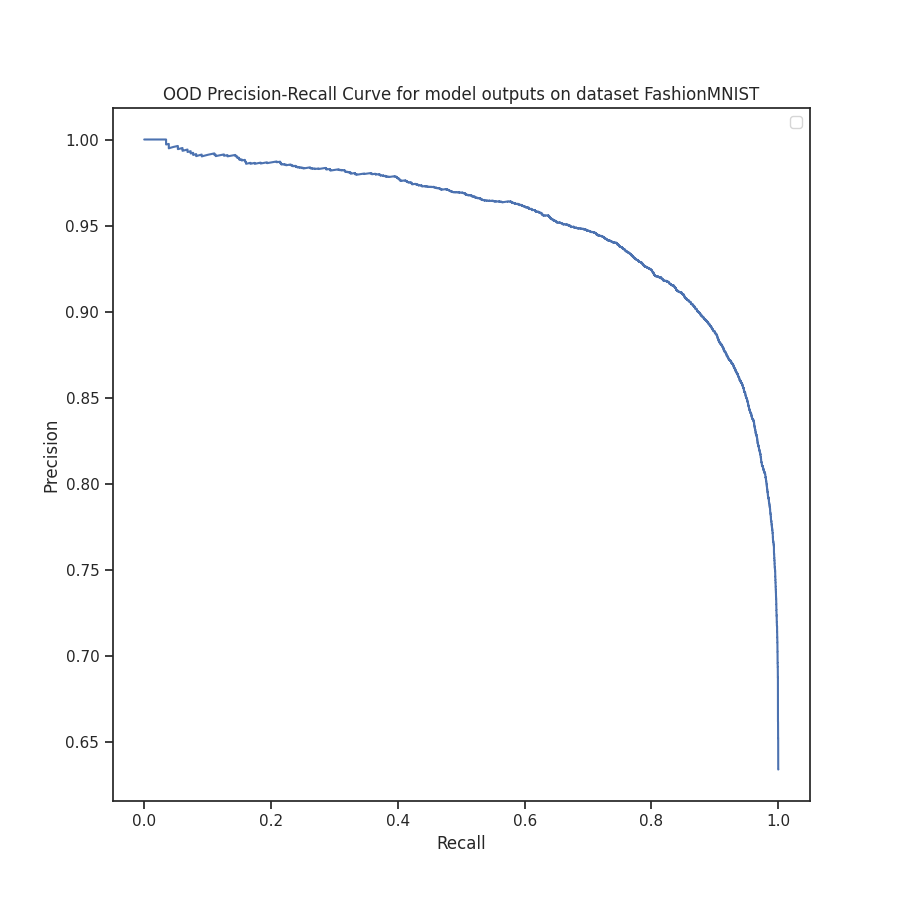 OOD Precision-Recall Curve for model outputs on dataset FashionMNIST
1.00
0.95
0.90
0.85
0.80
0.75
0.70
0.65
Precision
0.0 0.2 0.4 0.6 0.8 1.0
Recall